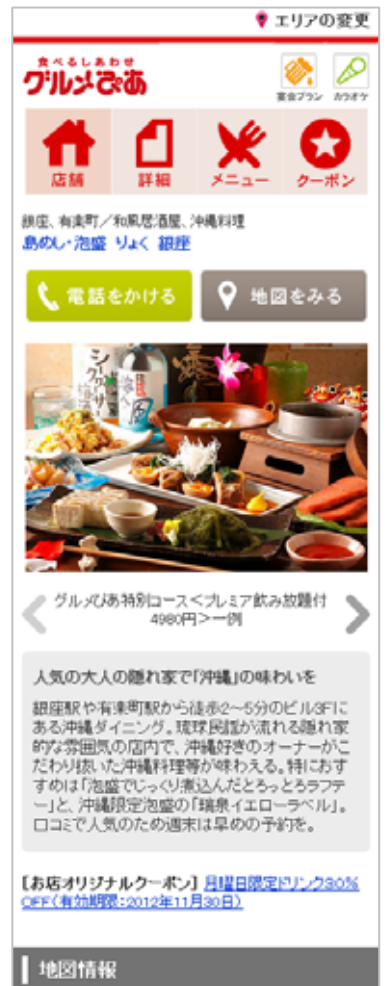 エリアの変更
食べるしあわせ
グルメぴあ
宴会プラン カラオケ
店舗 詳細 メニュー クーポン
銀座、有楽町／和風居酒屋、沖縄料理
島めし・泡盛 りょく 銀座
電話をかける 地図をみる
シークヮーサー
グルメぴあ特別コース＜プレミア飲み放題付
4980円＞一例
人気の大人の隠れ家で「沖縄」の味わいを
銀座駅や有楽町駅から徒歩2～5分のビル3Fに
ある沖縄ダイニング。琉球民謡が流れる隠れ家
的な雰囲気の店内で、沖縄好きのオーナーがこ
だわり抜いた沖縄料理等が味わえる。特におす
すめは「泡盛でじっくり煮込んだとろっとろラフテ
ー」と、沖縄限定泡盛の「瑞泉イエローラベル」。
口コミで人気のため週末は早めの予約を。
【お店オリジナルクーポン】 月曜日限定ドリンク30％
OFF（有効期限：2012年11月30日）
地図情報